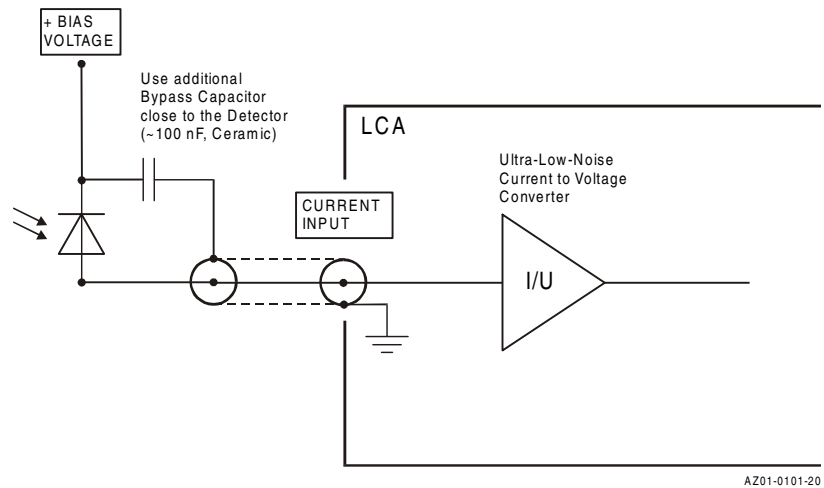 + BIAS
VOLTAGE
Use additional
Bypass Capacitor
close to the Detector
(~100 nF, Ceramic)
LCA
CURRENT
INPUT
Ultra-Low-Noise
Current to Voltage
Converter
I/U
AZ01-0101-20